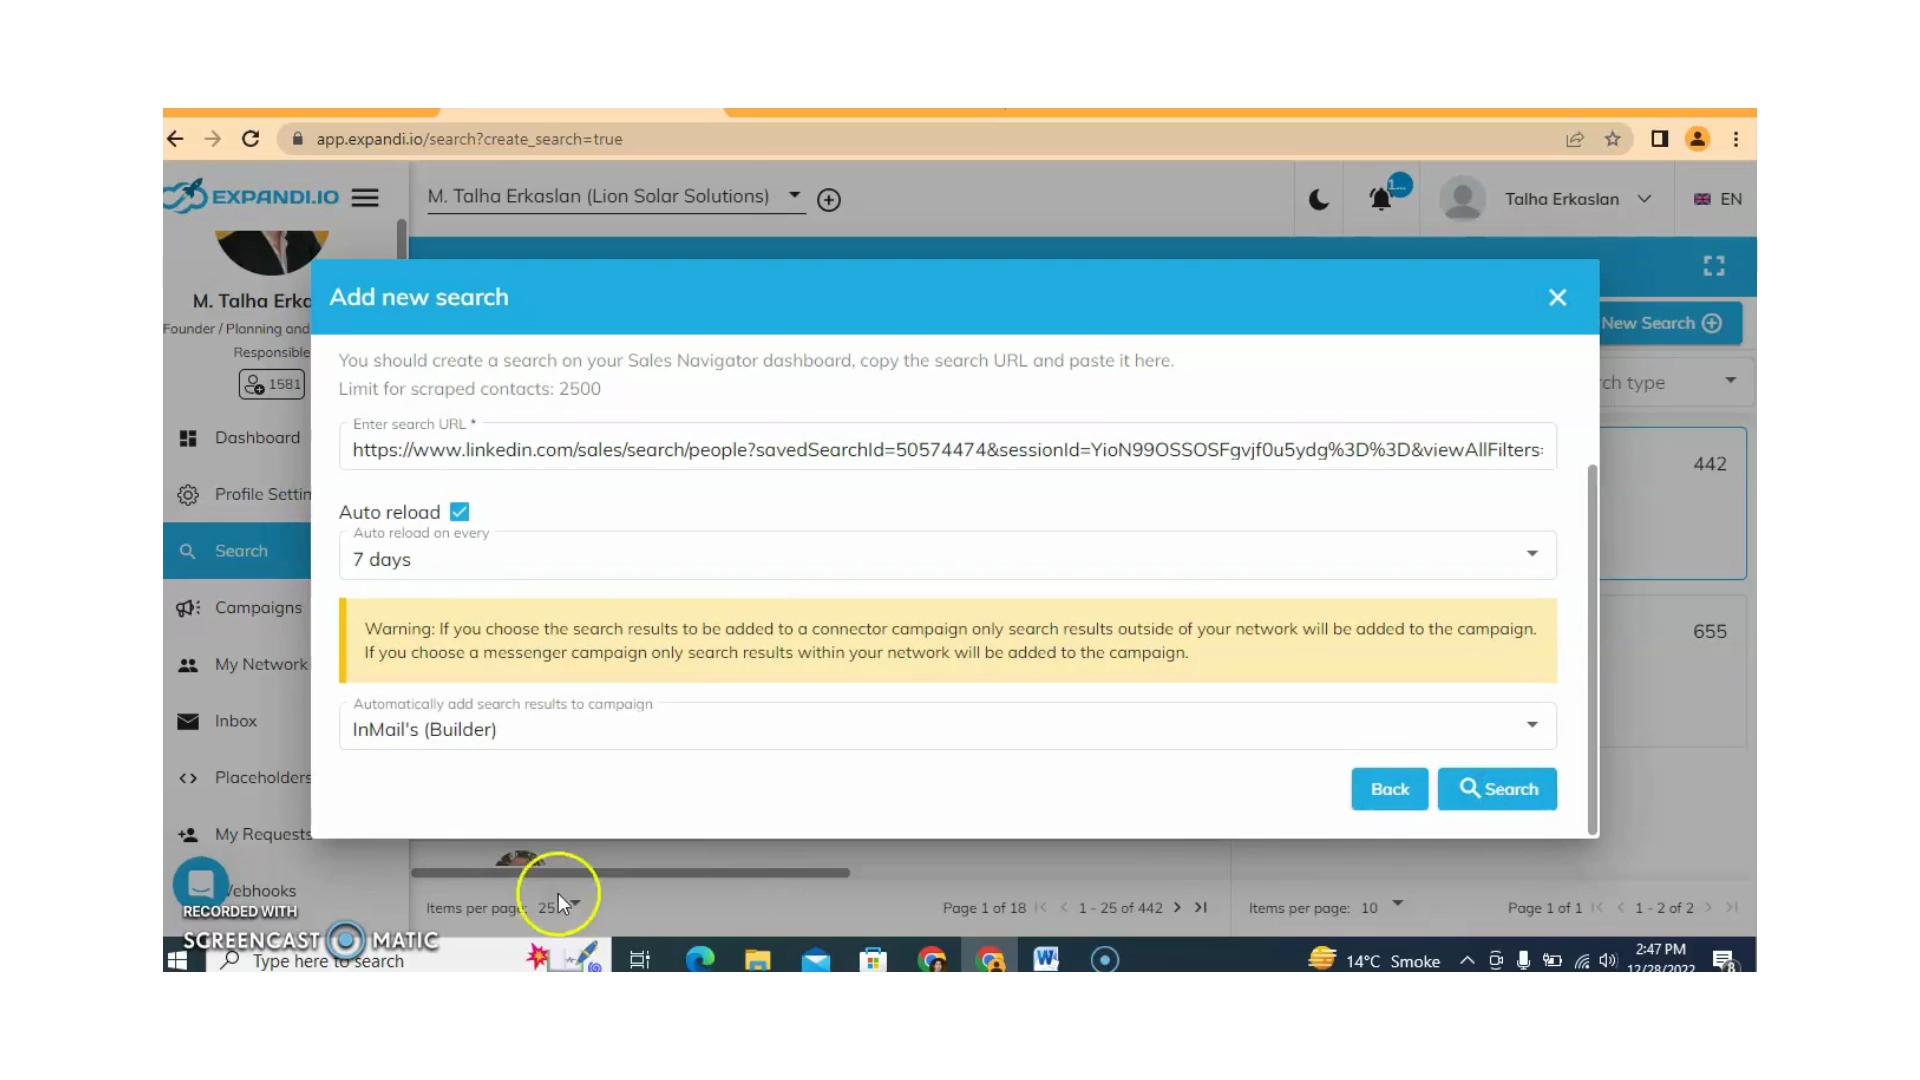 app.expandi.io/search?create_search=true
EXPANDI.IO
M. Talha Erkaslan (Lion Solar Solutions)
1...
Talha Erkaslan
EN
M. Talha Erka
Founder / Planning and
Responsible
1581
Dashboard
Profile Settin
Search
Campaigns
My Network
Inbox
Placeholders
My Requests
Webhooks
Add new search
New Search
rch type
442
655
You should create a search on your Sales Navigator dashboard, copy the search URL and paste it here.
Limit for scraped contacts: 2500
Enter search URL *
https://www.linkedin.com/sales/search/people?savedSearchId=50574474&sessionId=YioN99OSSOSFgvjf0u5ydg%3D%3D&viewAllFilters=
Auto reload
Auto reload on every
7 days
Warning: If you choose the search results to be added to a connector campaign only search results outside of your network will be added to the campaign.
If you choose a messenger campaign only search results within your network will be added to the campaign.
Automatically add search results to campaign
InMail's (Builder)
Back
Search
Items per page: 25
Page 1 of 18
1 - 25 of 442
Items per page: 10
Page 1 of 1
1 - 2 of 2
RECORDED WITH
SCREENCAST MATIC
Type here to search
14°C Smoke
2:47 PM
12/28/2022
8